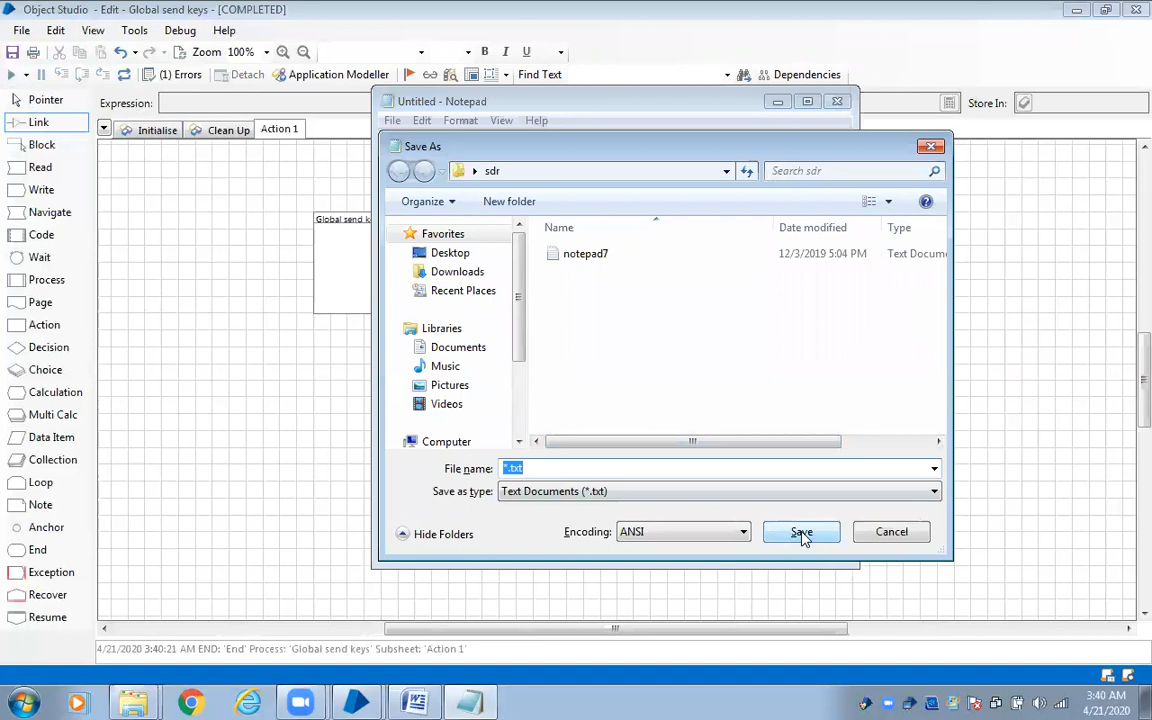 Object Studio - Edit - Global send keys - [COMPLETED]
File Edit View Tools Debug Help
Zoom 100% B I U
(1) Errors Detach Application Modeller Find Text Dependencies
Expression: Store In:
Initialise Clean Up Action 1
Pointer
Link
Block
Read
Write
Navigate
Code
Wait
Process
Page
Action
Decision
Choice
Calculation
Multi Calc
Data Item
Collection
Loop
Note
Anchor
End
Exception
Recover
Resume
Global send k
Untitled - Notepad
File Edit Format View Help
Save As
sdr Search sdr
Organize New folder
Name Date modified Type
notepad7 12/3/2019 5:04 PM Text Docum
Favorites
Desktop
Downloads
Recent Places
Libraries
Documents
Music
Pictures
Videos
Computer
File name: *.txt
Save as type: Text Documents (*.txt)
Hide Folders Encoding: ANSI Save Cancel
4/21/2020 3:40:21 AM END: 'End' Process: 'Global send keys' Subsheet: 'Action 1'
3:40 AM
4/21/2020